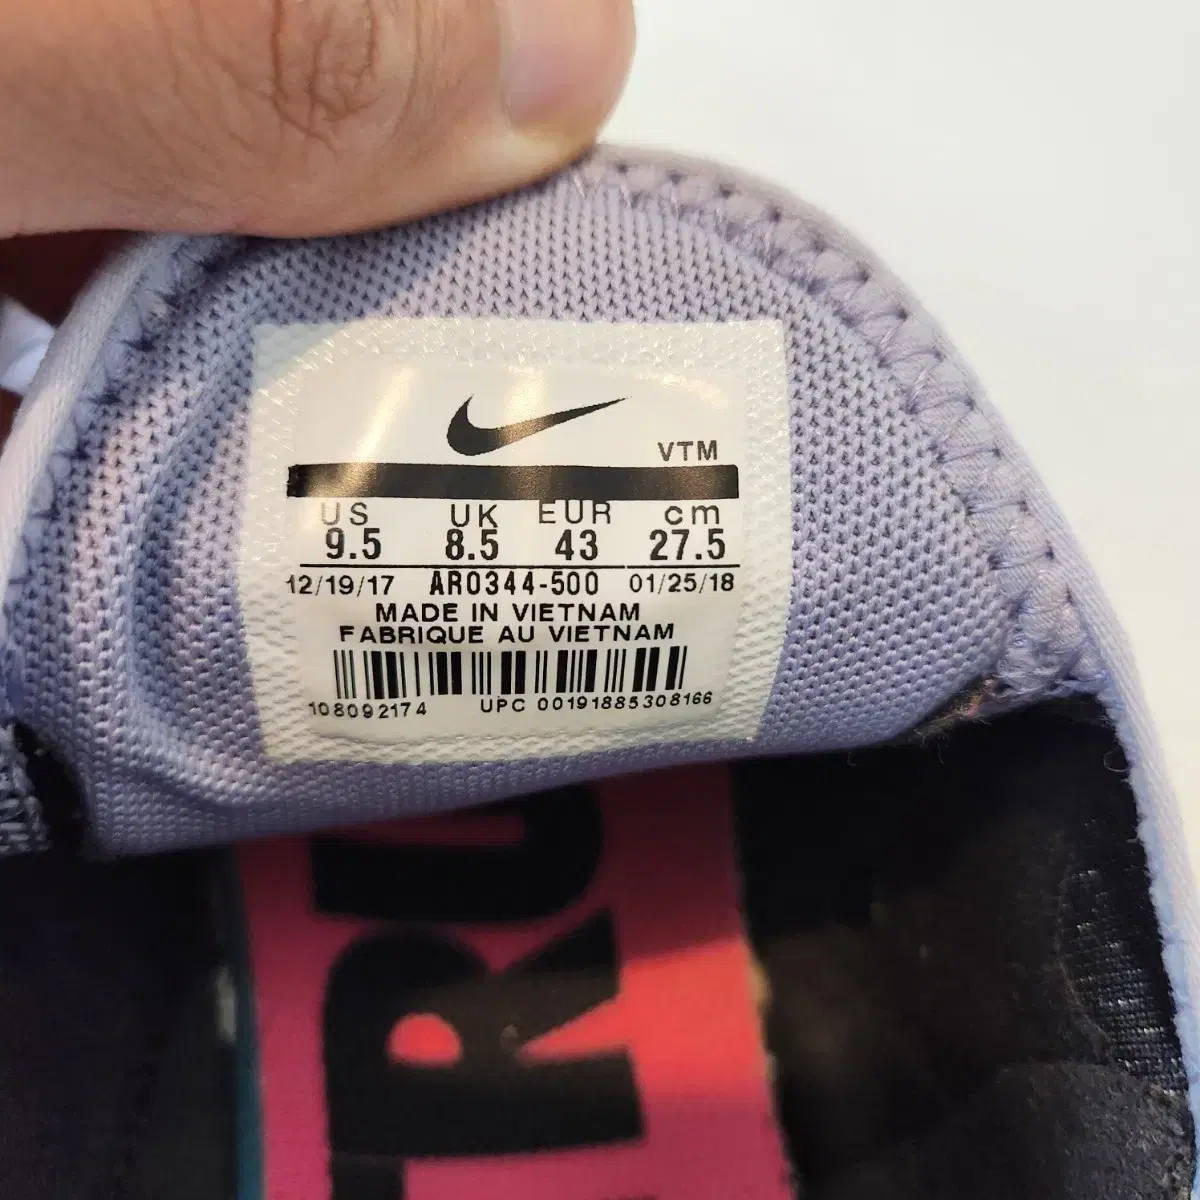 VTM
US UK EUR cm
9.5 8.5 43 27.5
12/19/17 AR0344-500 01/25/18
MADE IN VIETNAM
FABRIQUE AU VIETNAM
108092174 UPC 00191885308166